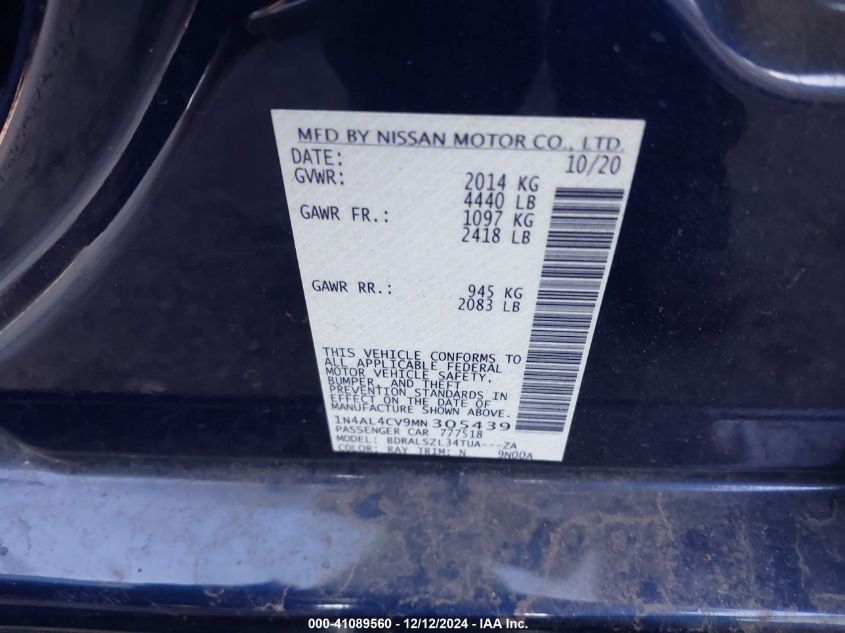 MFD BY NISSAN MOTOR CO., LTD.
DATE: 10/20
GVWR: 2014 KG
4440 LB
GAWR FR.: 1097 KG
2418 LB
GAWR RR.: 945 KG
2083 LB
THIS VEHICLE CONFORMS TO
ALL APPLICABLE FEDERAL
MOTOR VEHICLE SAFETY,
BUMPER, AND THEFT
PREVENTION STANDARDS IN
EFFECT ON THE DATE OF
MANUFACTURE SHOWN ABOVE.
1N4AL4CV9MN 305439
PASSENGER CAR 777518
MODEL: BDRALSZL34TUA---ZA
COLOR: RAY TRIM: N 9N00A
000-41089560 - 12/12/2024 - IAA Inc.